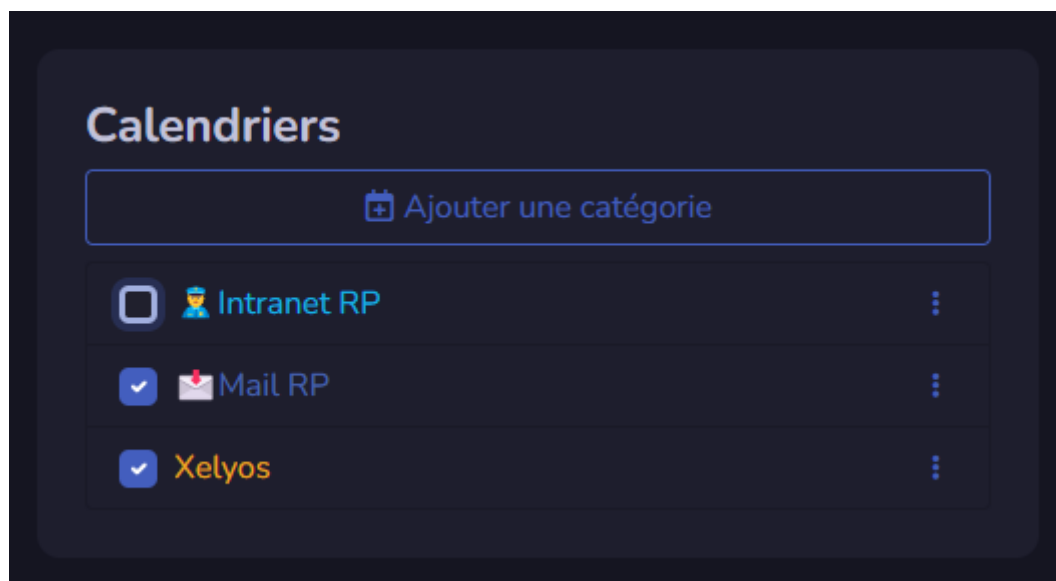 Calendriers
Ajouter une catégorie
Intranet RP
Mail RP
Xelyos